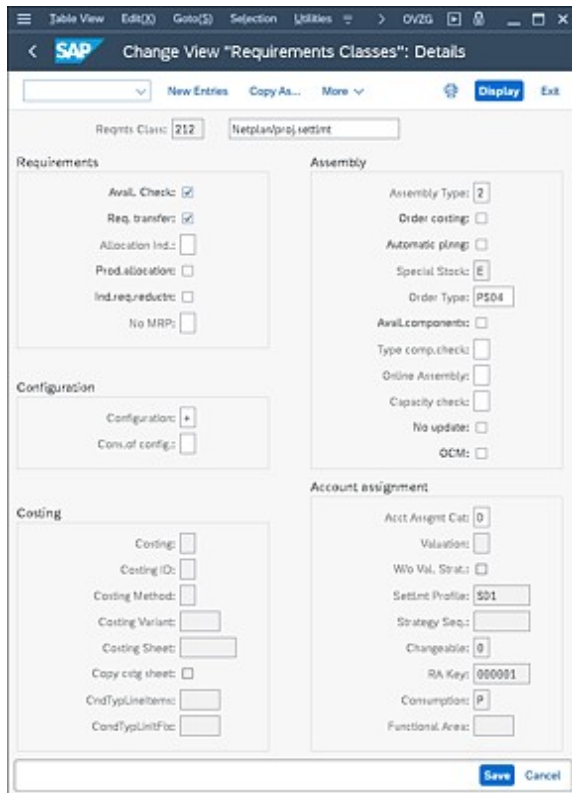 Table View Edit(X) Goto(S) Selection Utilities > OVZG
< SAP Change View "Requirements Classes": Details
New Entries Copy As... More Display Exit
Reqmts Class: 212 Netplan/proj.settlmt
Requirements
Avail. Check:
Req. transfer:
Allocation Ind.:
Prod.allocation:
Ind.req.reductn:
No MRP:
Configuration
Configuration: +
Cons.of config.:
Costing
Costing:
Costing ID:
Costing Method:
Costing Variant:
Costing Sheet:
Copy cstg sheet:
CndTypLineItems:
CondTypLinitFix:
Assembly
Assembly Type: 2
Order costing:
Automatic plnng:
Special Stock: E
Order Type: PS04
Avail.components:
Type comp.check:
Online Assembly:
Capacity check:
No update:
OCM:
Account assignment
Acct Assgmt Cat: D
Valuation:
W/o Val. Strat.:
Settlmt Profile: SD1
Strategy Seq.:
Changeable: 0
RA Key: 000001
Consumption: P
Functional Area:
Save Cancel